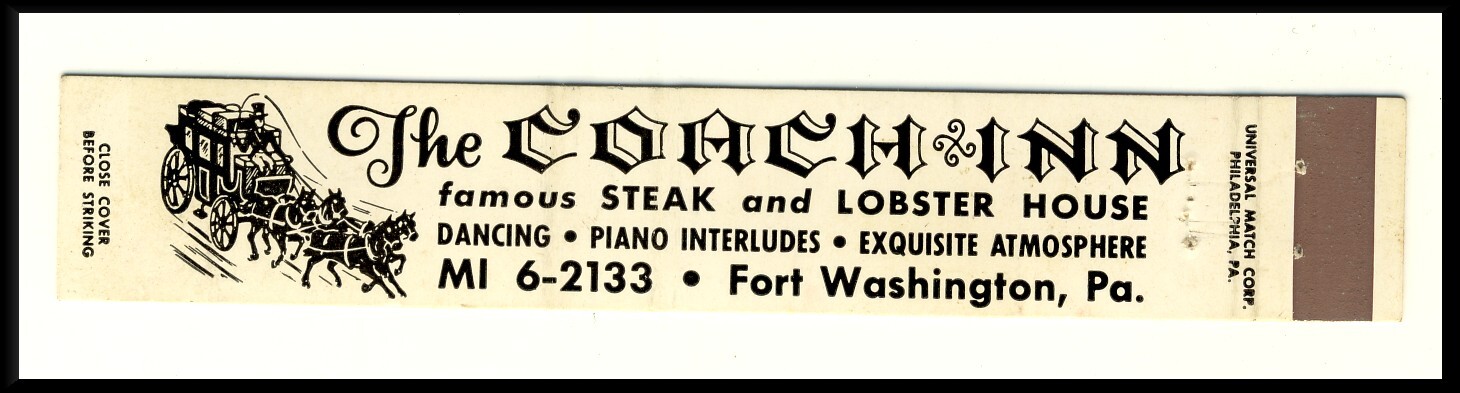 CLOSE COVER
BEFORE STRIKING
The COACH INN
famous STEAK and LOBSTER HOUSE
DANCING • PIANO INTERLUDES • EXQUISITE ATMOSPHERE
MI 6-2133 • Fort Washington, Pa.
UNIVERSAL MATCH CORP.
PHILADELPHIA, PA.